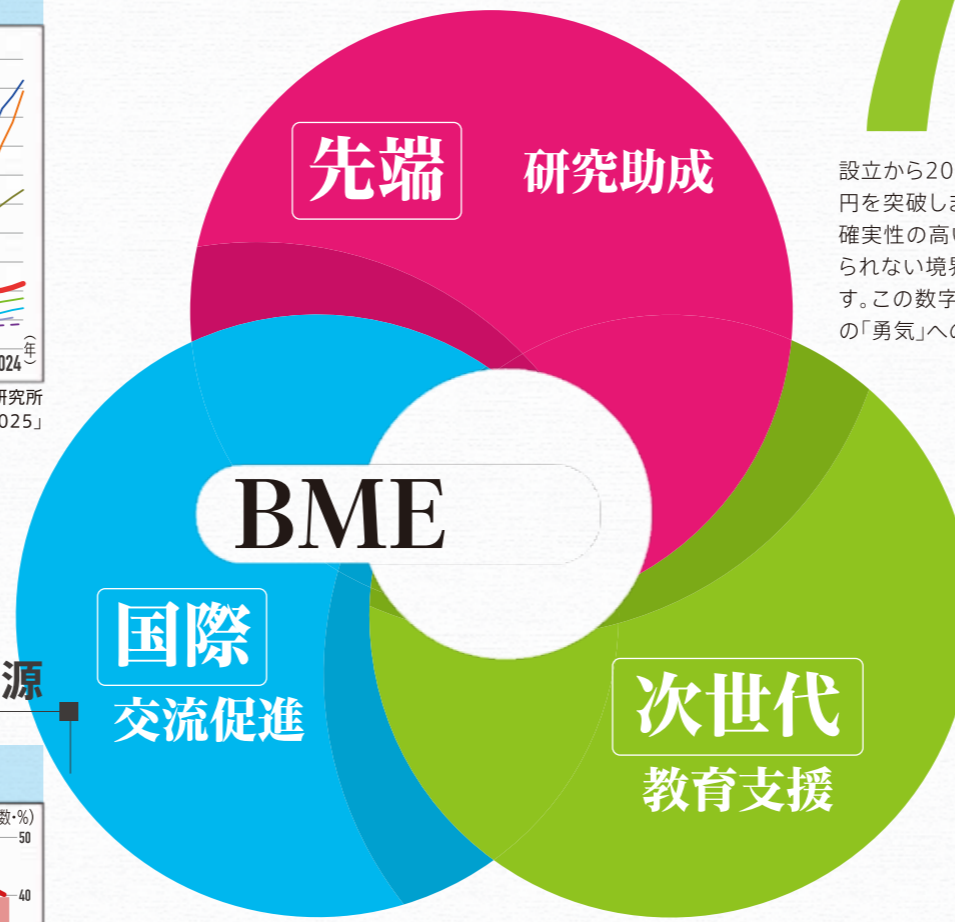 先端
研究助成
BME
国際
交流促進
次世代
教育支援
設立から20
円を突破しま
確実性の高い
られない境界
す。この数字
の「勇気」への
024
(年)
研究所
025」
源
数・%)
50
40